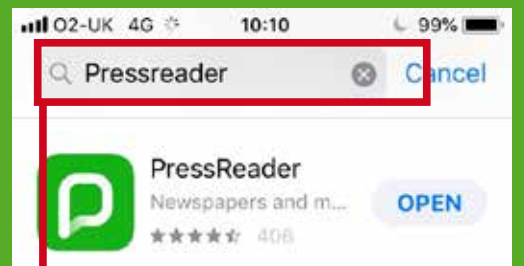 O2-UK 4G 10:10 99%
Pressreader Cancel
PressReader
Newspapers and m...
OPEN
406